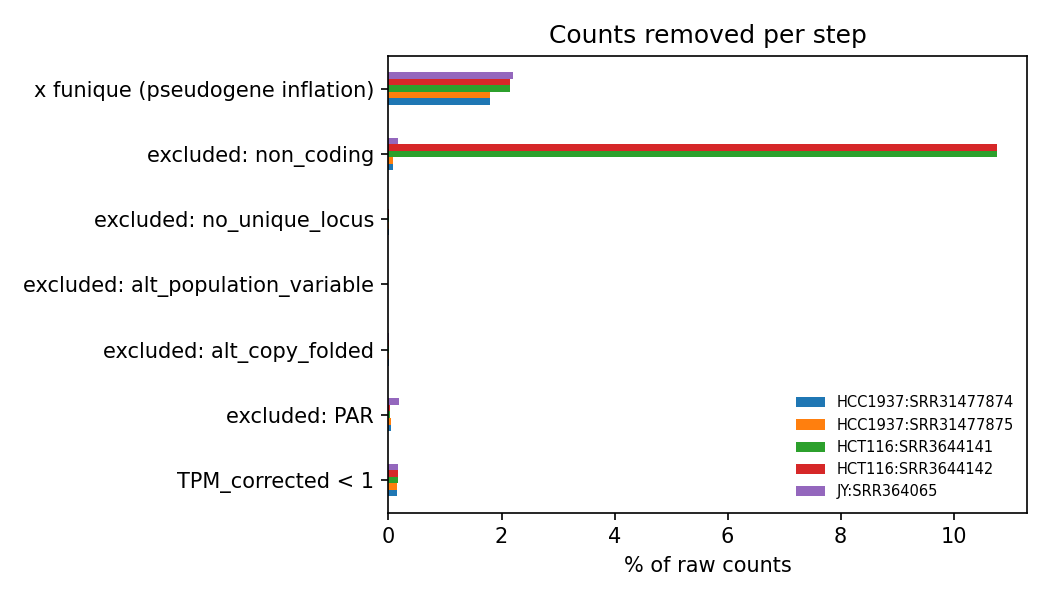 Counts removed per step
x funique (pseudogene inflation)
excluded: non_coding
excluded: no_unique_locus
excluded: alt_population_variable
excluded: alt_copy_folded
excluded: PAR
TPM_corrected < 1
HCC1937:SRR31477874
HCC1937:SRR31477875
HCT116:SRR3644141
HCT116:SRR3644142
JY:SRR364065
0 2 4 6 8 10
% of raw counts